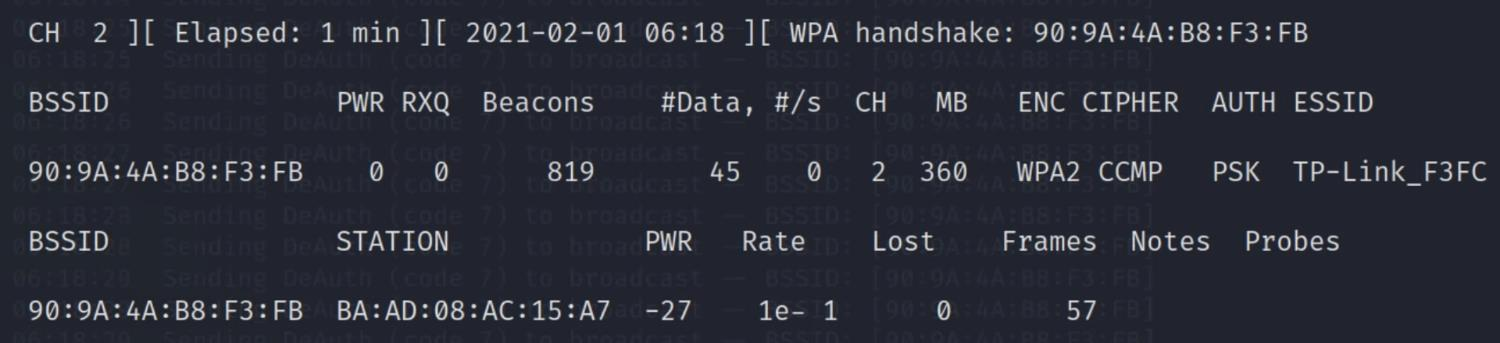 CH 2 ][ Elapsed: 1 min ][ 2021-02-01 06:18 ][ WPA handshake: 90:9A:4A:B8:F3:FB
BSSID PWR RXQ Beacons #Data, #/s CH MB ENC CIPHER AUTH ESSID
90:9A:4A:B8:F3:FB 0 0 819 45 0 2 360 WPA2 CCMP PSK TP-Link_F3FC
BSSID STATION PWR Rate Lost Frames Notes Probes
90:9A:4A:B8:F3:FB BA:AD:08:AC:15:A7 -27 1e- 1 0 57